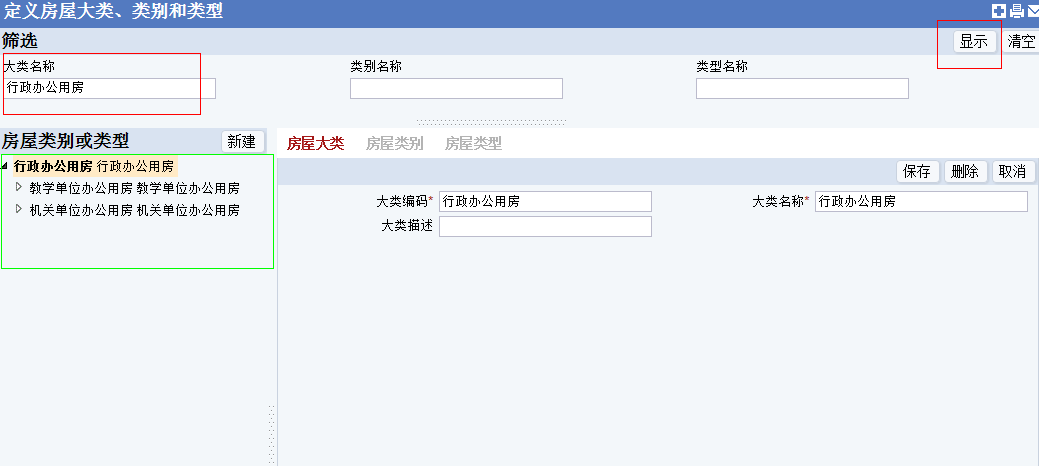 定义房屋大类、类别和类型
筛选 显示 清空
大类名称 类别名称 类型名称
行政办公用房
房屋类别或类型 新建 房屋大类 房屋类别 房屋类型
行政办公用房 行政办公用房 保存 删除 取消
教学单位办公用房 教学单位办公用房 大类编码* 行政办公用房 大类名称* 行政办公用房
机关单位办公用房 机关单位办公用房 大类描述